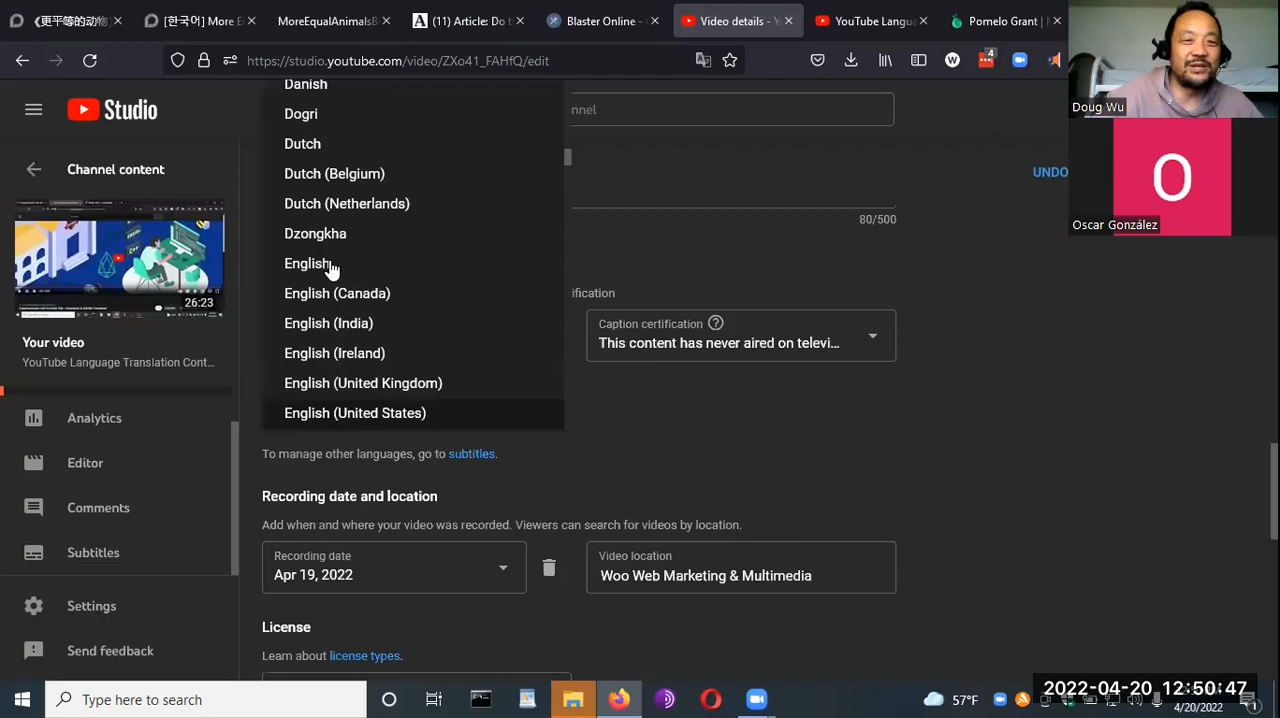 《更平等的动物
[한국어] More E
MoreEqualAnimalsB
(11) Article: Do t
Blaster Online - C
Video details - Yo
YouTube Langua
Pomelo Grant | M
https://studio.youtube.com/video/ZXo41_FAHTQ/edit
4
Doug Wu
Oscar González
O
Studio
Channel content
26:23
Your video
YouTube Language Translation Cont...
Analytics
Editor
Comments
Subtitles
Settings
Send feedback
Danish
Dogri
Dutch
Dutch (Belgium)
Dutch (Netherlands)
Dzongkha
English
English (Canada)
English (India)
English (Ireland)
English (United Kingdom)
English (United States)
nnel
UNDO
80/500
ification
Caption certification
This content has never aired on televi...
To manage other languages, go to subtitles.
Recording date and location
Add when and where your video was recorded. Viewers can search for videos by location.
Recording date
Apr 19, 2022
Video location
Woo Web Marketing & Multimedia
License
Learn about license types.
Type here to search
57°F
2022-04-20 12:50:47
4/20/2022